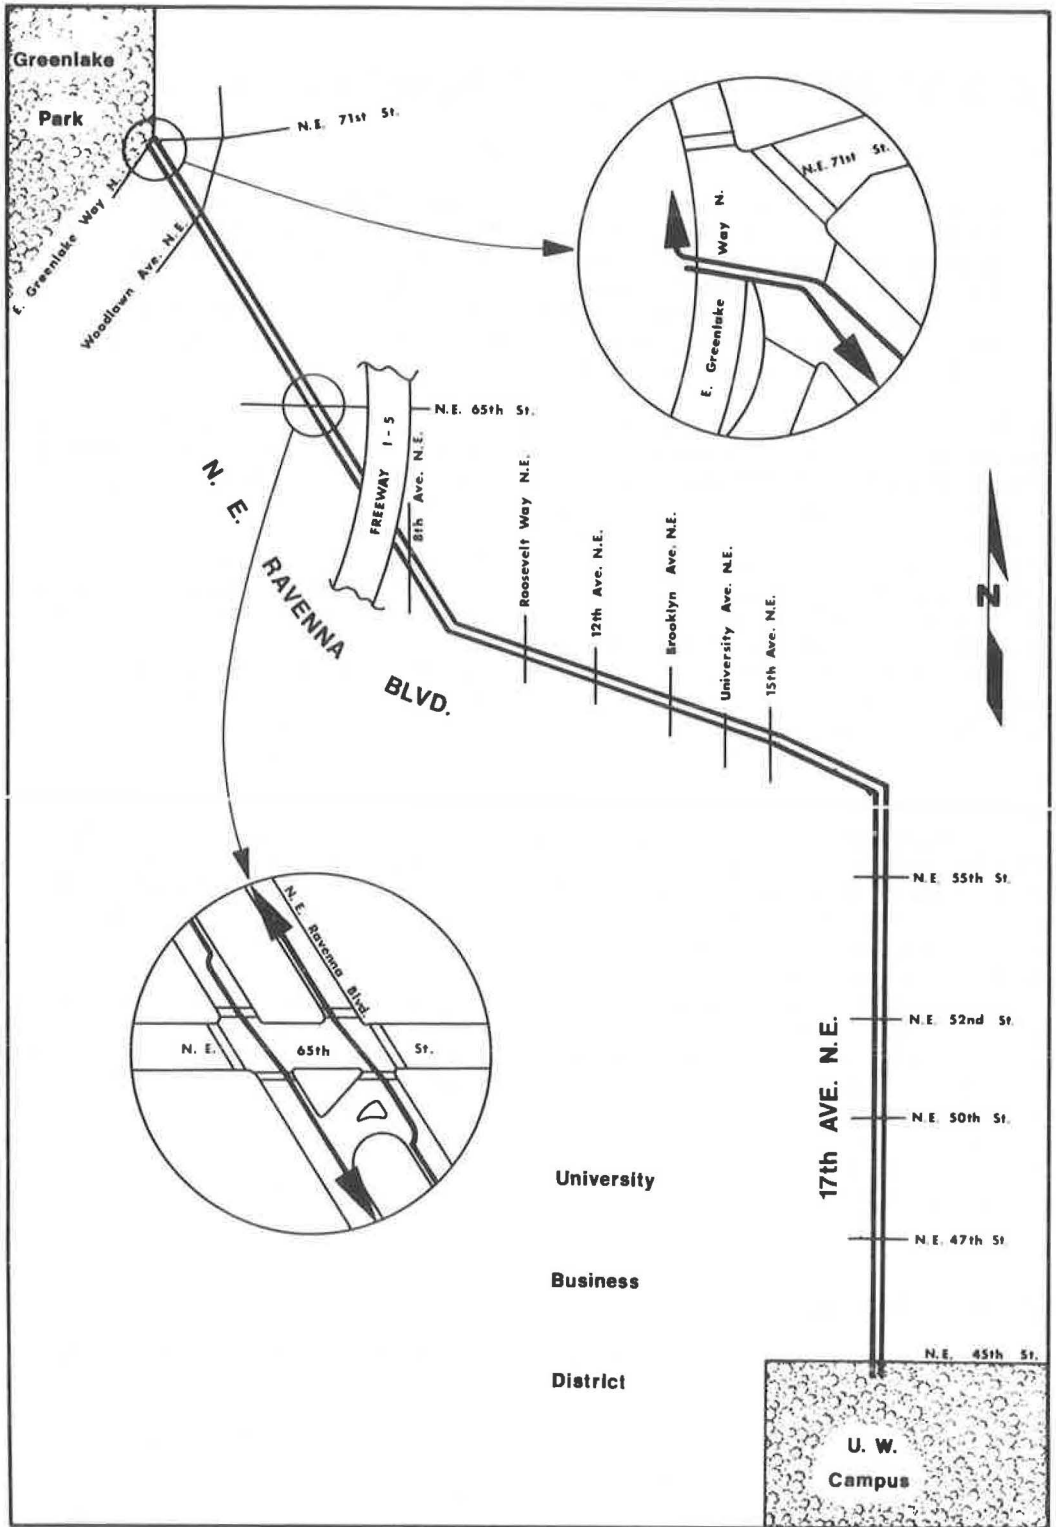 Greenlake
Park
N.E. 71st St.
E. Greenlake Way N.
Woodlawn Ave. N.E.
N.E. 71st St.
Way N.
E. Greenlake
N.E. 65th St.
FREEWAY I-5
8th Ave. N.E.
N. E.
RAVENNA
BLVD.
Roosevelt Way N.E.
12th Ave. N.E.
Brooklyn Ave. N.E.
University Ave. N.E.
15th Ave. N.E.
N
N.E. 55th St.
N.E. 52nd St.
N.E. 50th St.
N.E. 47th St
N.E. 45th St.
17th AVE. N.E.
N. E. Ravenna Blvd.
N. E. 65th St.
University
Business
District
U. W.
Campus